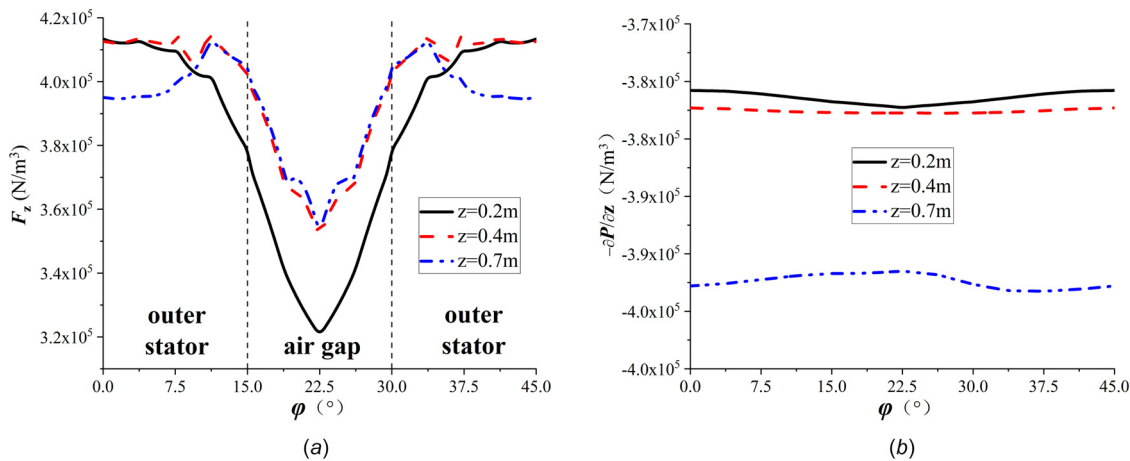 4.2x10⁵
4.0x10⁵
3.8x10⁵
3.6x10⁵
3.4x10⁵
3.2x10⁵
F_z (N/m³)
z=0.2m
z=0.4m
z=0.7m
outer stator
air gap
outer stator
0.0 7.5 15.0 22.5 30.0 37.5 45.0
φ (°)
(a)
-3.7x10⁵
-3.8x10⁵
-3.8x10⁵
-3.9x10⁵
-3.9x10⁵
-4.0x10⁵
-4.0x10⁵
−∂P/∂z (N/m³)
z=0.2m
z=0.4m
z=0.7m
0.0 7.5 15.0 22.5 30.0 37.5 45.0
φ (°)
(b)